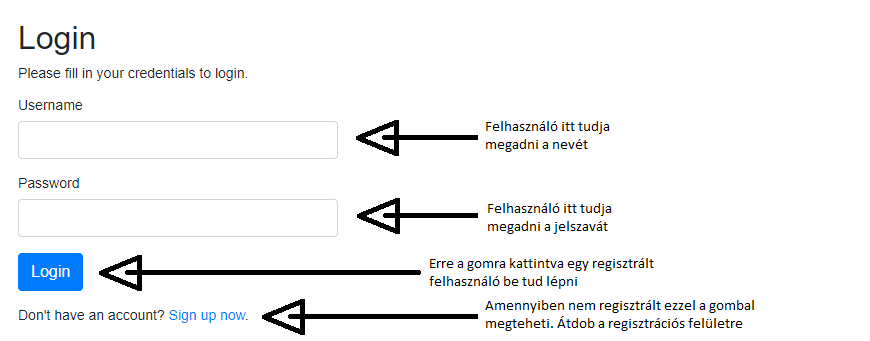 Login
Please fill in your credentials to login.
Username
Felhasználó itt tudja
megadni a nevét
Password
Felhasználó itt tudja
megadni a jelszavát
Login
Erre a gomra kattintva egy regisztrált
felhasználó be tud lépni
Don't have an account? Sign up now.
Amennyiben nem regisztrált ezzel a gombal
megteheti. Átdob a regisztrációs felületre